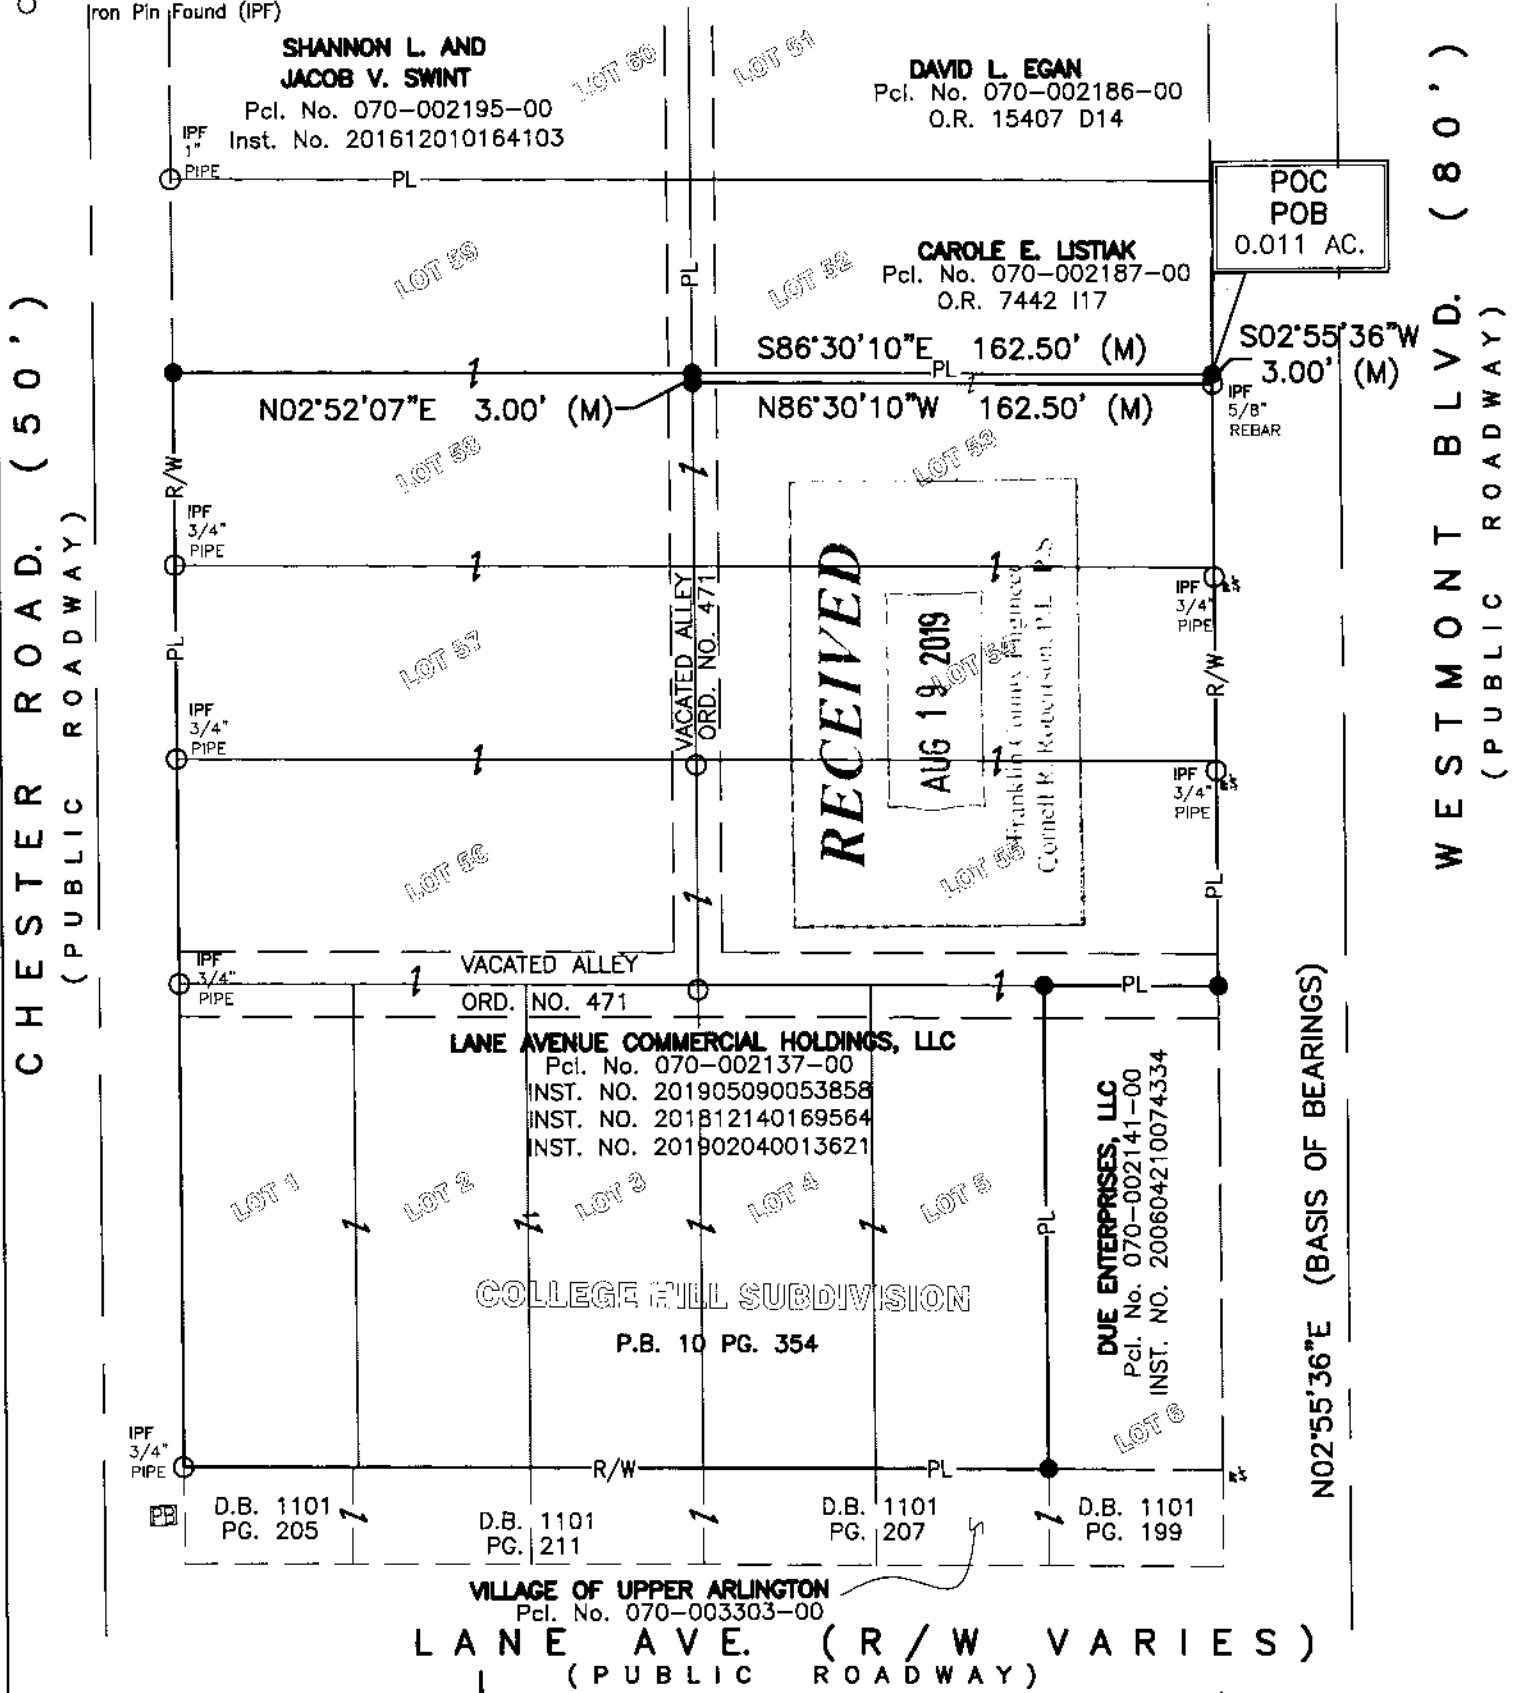 Iron Pin Found (IPF)
SHANNON L. AND
JACOB V. SWINT
Pcl. No. 070-002195-00
Inst. No. 201612010164103
LOT 60
LOT 51
DAVID L. EGAN
Pcl. No. 070-002186-00
O.R. 15407 D14
IPF
1"
PIPE
PL
POC
POB
0.011 AC.
LOT 59
PL
LOT 52
CAROLE E. LISTIAK
Pcl. No. 070-002187-00
O.R. 7442 I17
S86°30'10"E 162.50' (M)
PL
S02°55'36"W
3.00' (M)
N02°52'07"E 3.00' (M)
N86°30'10"W 162.50' (M)
IPF
5/8"
REBAR
CHESTER ROAD. (50')
(PUBLIC ROADWAY)
WESTMONT BLVD. (80')
(PUBLIC ROADWAY)
R/W
LOT 58
LOT 53
IPF
3/4"
PIPE
VACATED ALLEY
ORD. NO. 471
RECEIVED
AUG 19 2019
Franklin County Engineer
Cornell R. Robertson, P.E., P.S.
IPF
3/4"
PIPE
PL
LOT 57
LOT 54
R/W
IPF
3/4"
PIPE
IPF
3/4"
PIPE
LOT 56
LOT 55
PL
IPF
3/4"
PIPE
VACATED ALLEY
ORD. NO. 471
PL
LANE AVENUE COMMERCIAL HOLDINGS, LLC
Pcl. No. 070-002137-00
INST. NO. 201905090053858
INST. NO. 201812140169564
INST. NO. 201902040013621
DUE ENTERPRISES, LLC
Pcl. No. 070-002141-00
INST. NO. 200604210074334
N02°55'36"E (BASIS OF BEARINGS)
LOT 1
LOT 2
LOT 3
LOT 4
LOT 5
PL
COLLEGE HILL SUBDIVISION
P.B. 10 PG. 354
LOT 6
IPF
3/4"
PIPE
R/W
PL
PB
D.B. 1101
PG. 205
D.B. 1101
PG. 211
D.B. 1101
PG. 207
D.B. 1101
PG. 199
VILLAGE OF UPPER ARLINGTON
Pcl. No. 070-003303-00
LANE AVE. (R/W VARIES)
(PUBLIC ROADWAY)